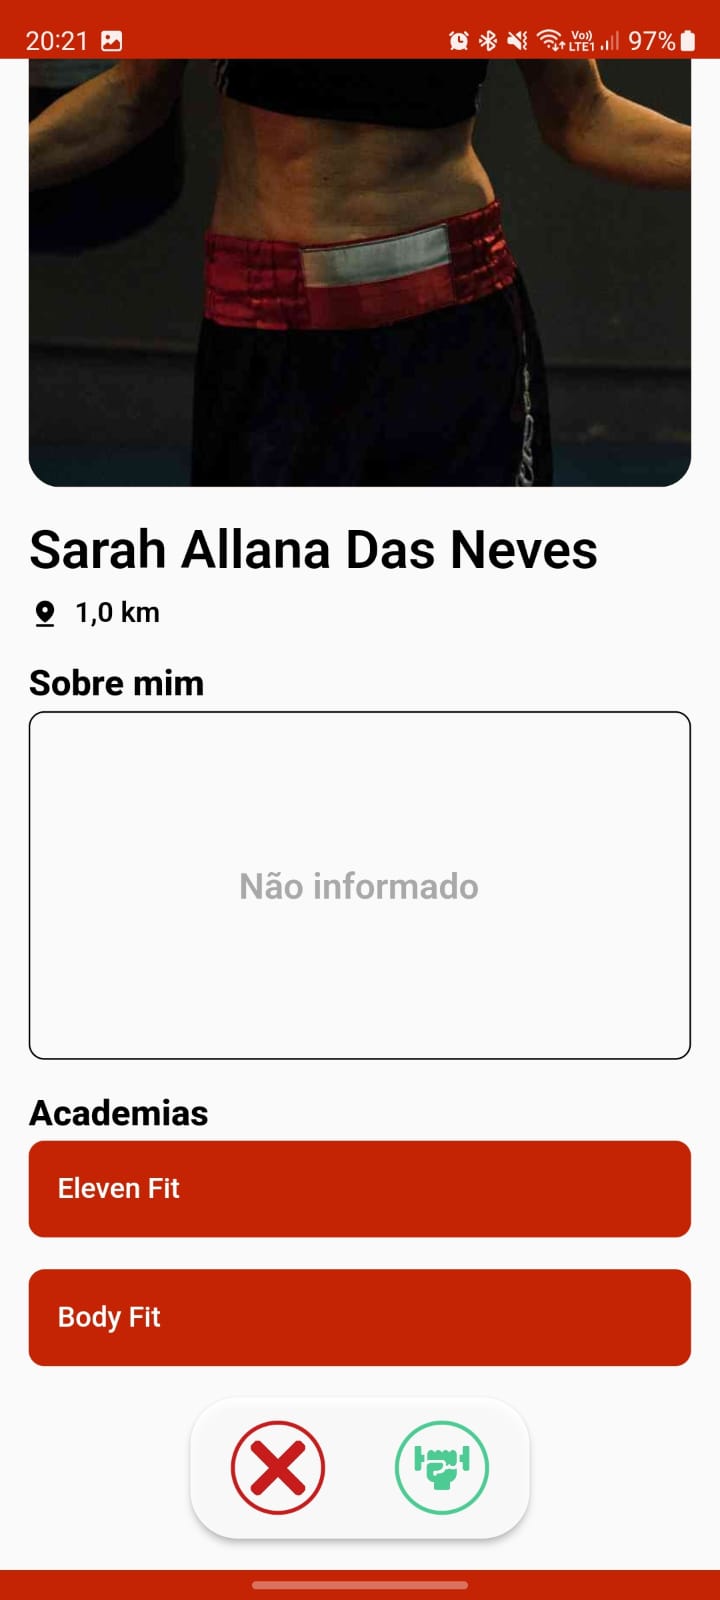 20:21 Vo)) LTE1 97%
Sarah Allana Das Neves
1,0 km
Sobre mim
Não informado
Academias
Eleven Fit
Body Fit